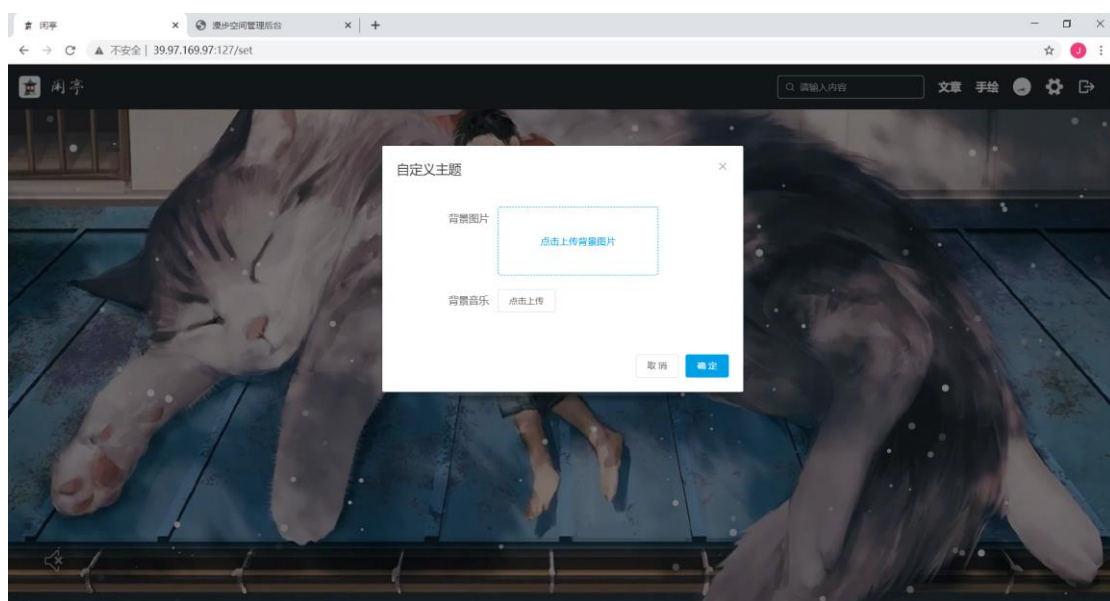 闲亭
漫步空间管理后台
不安全 | 39.97.169.97:127/set
J
闲亭
请输入内容
文章 手绘
自定义主题
背景图片
点击上传背景图片
背景音乐 点击上传
取消 确定